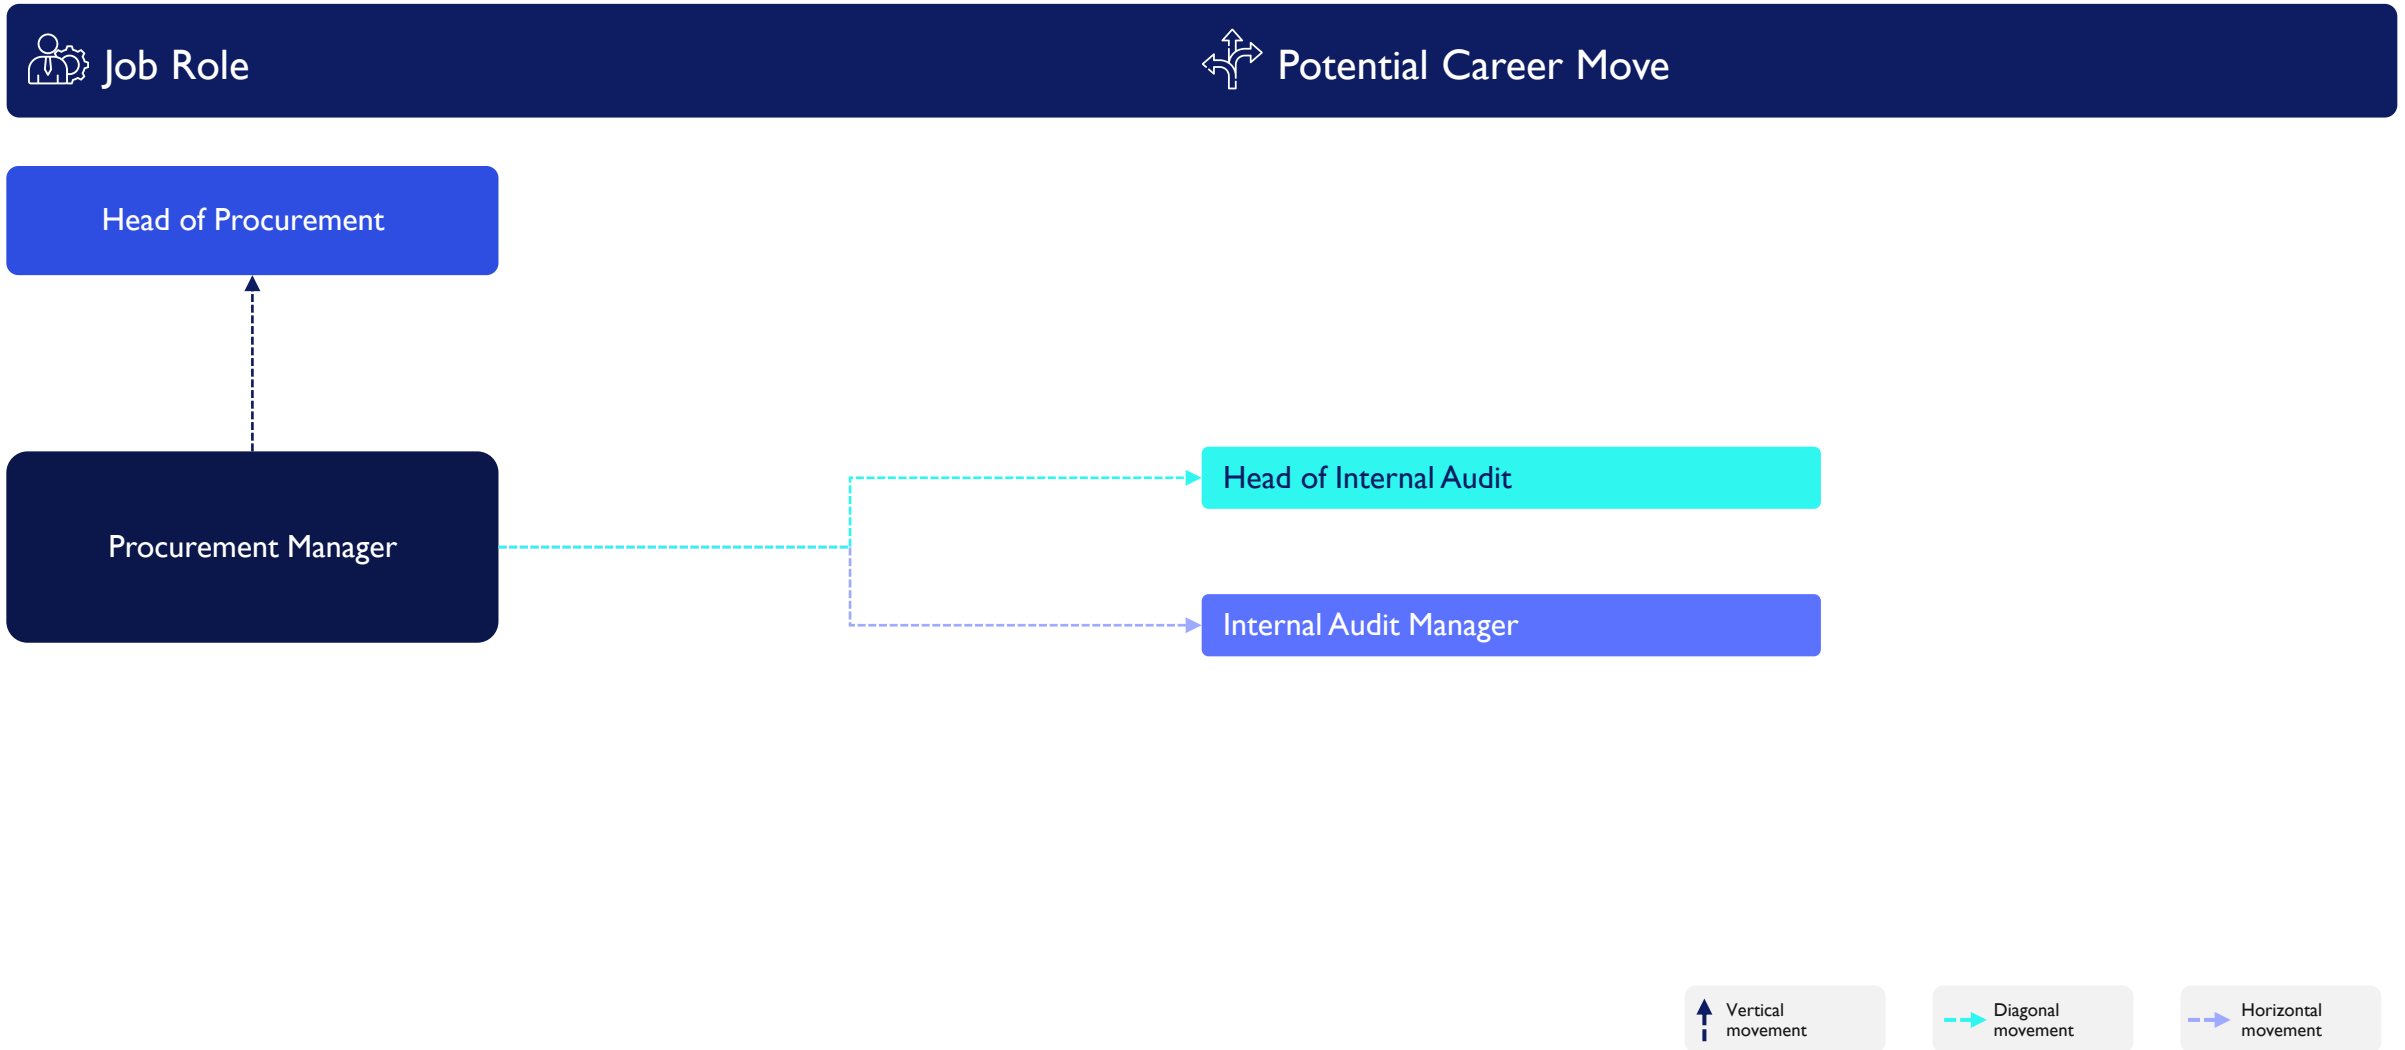 Job Role
Potential Career Move
Head of Procurement
Procurement Manager
Head of Internal Audit
Internal Audit Manager
Vertical
movement
Diagonal
movement
Horizontal
movement